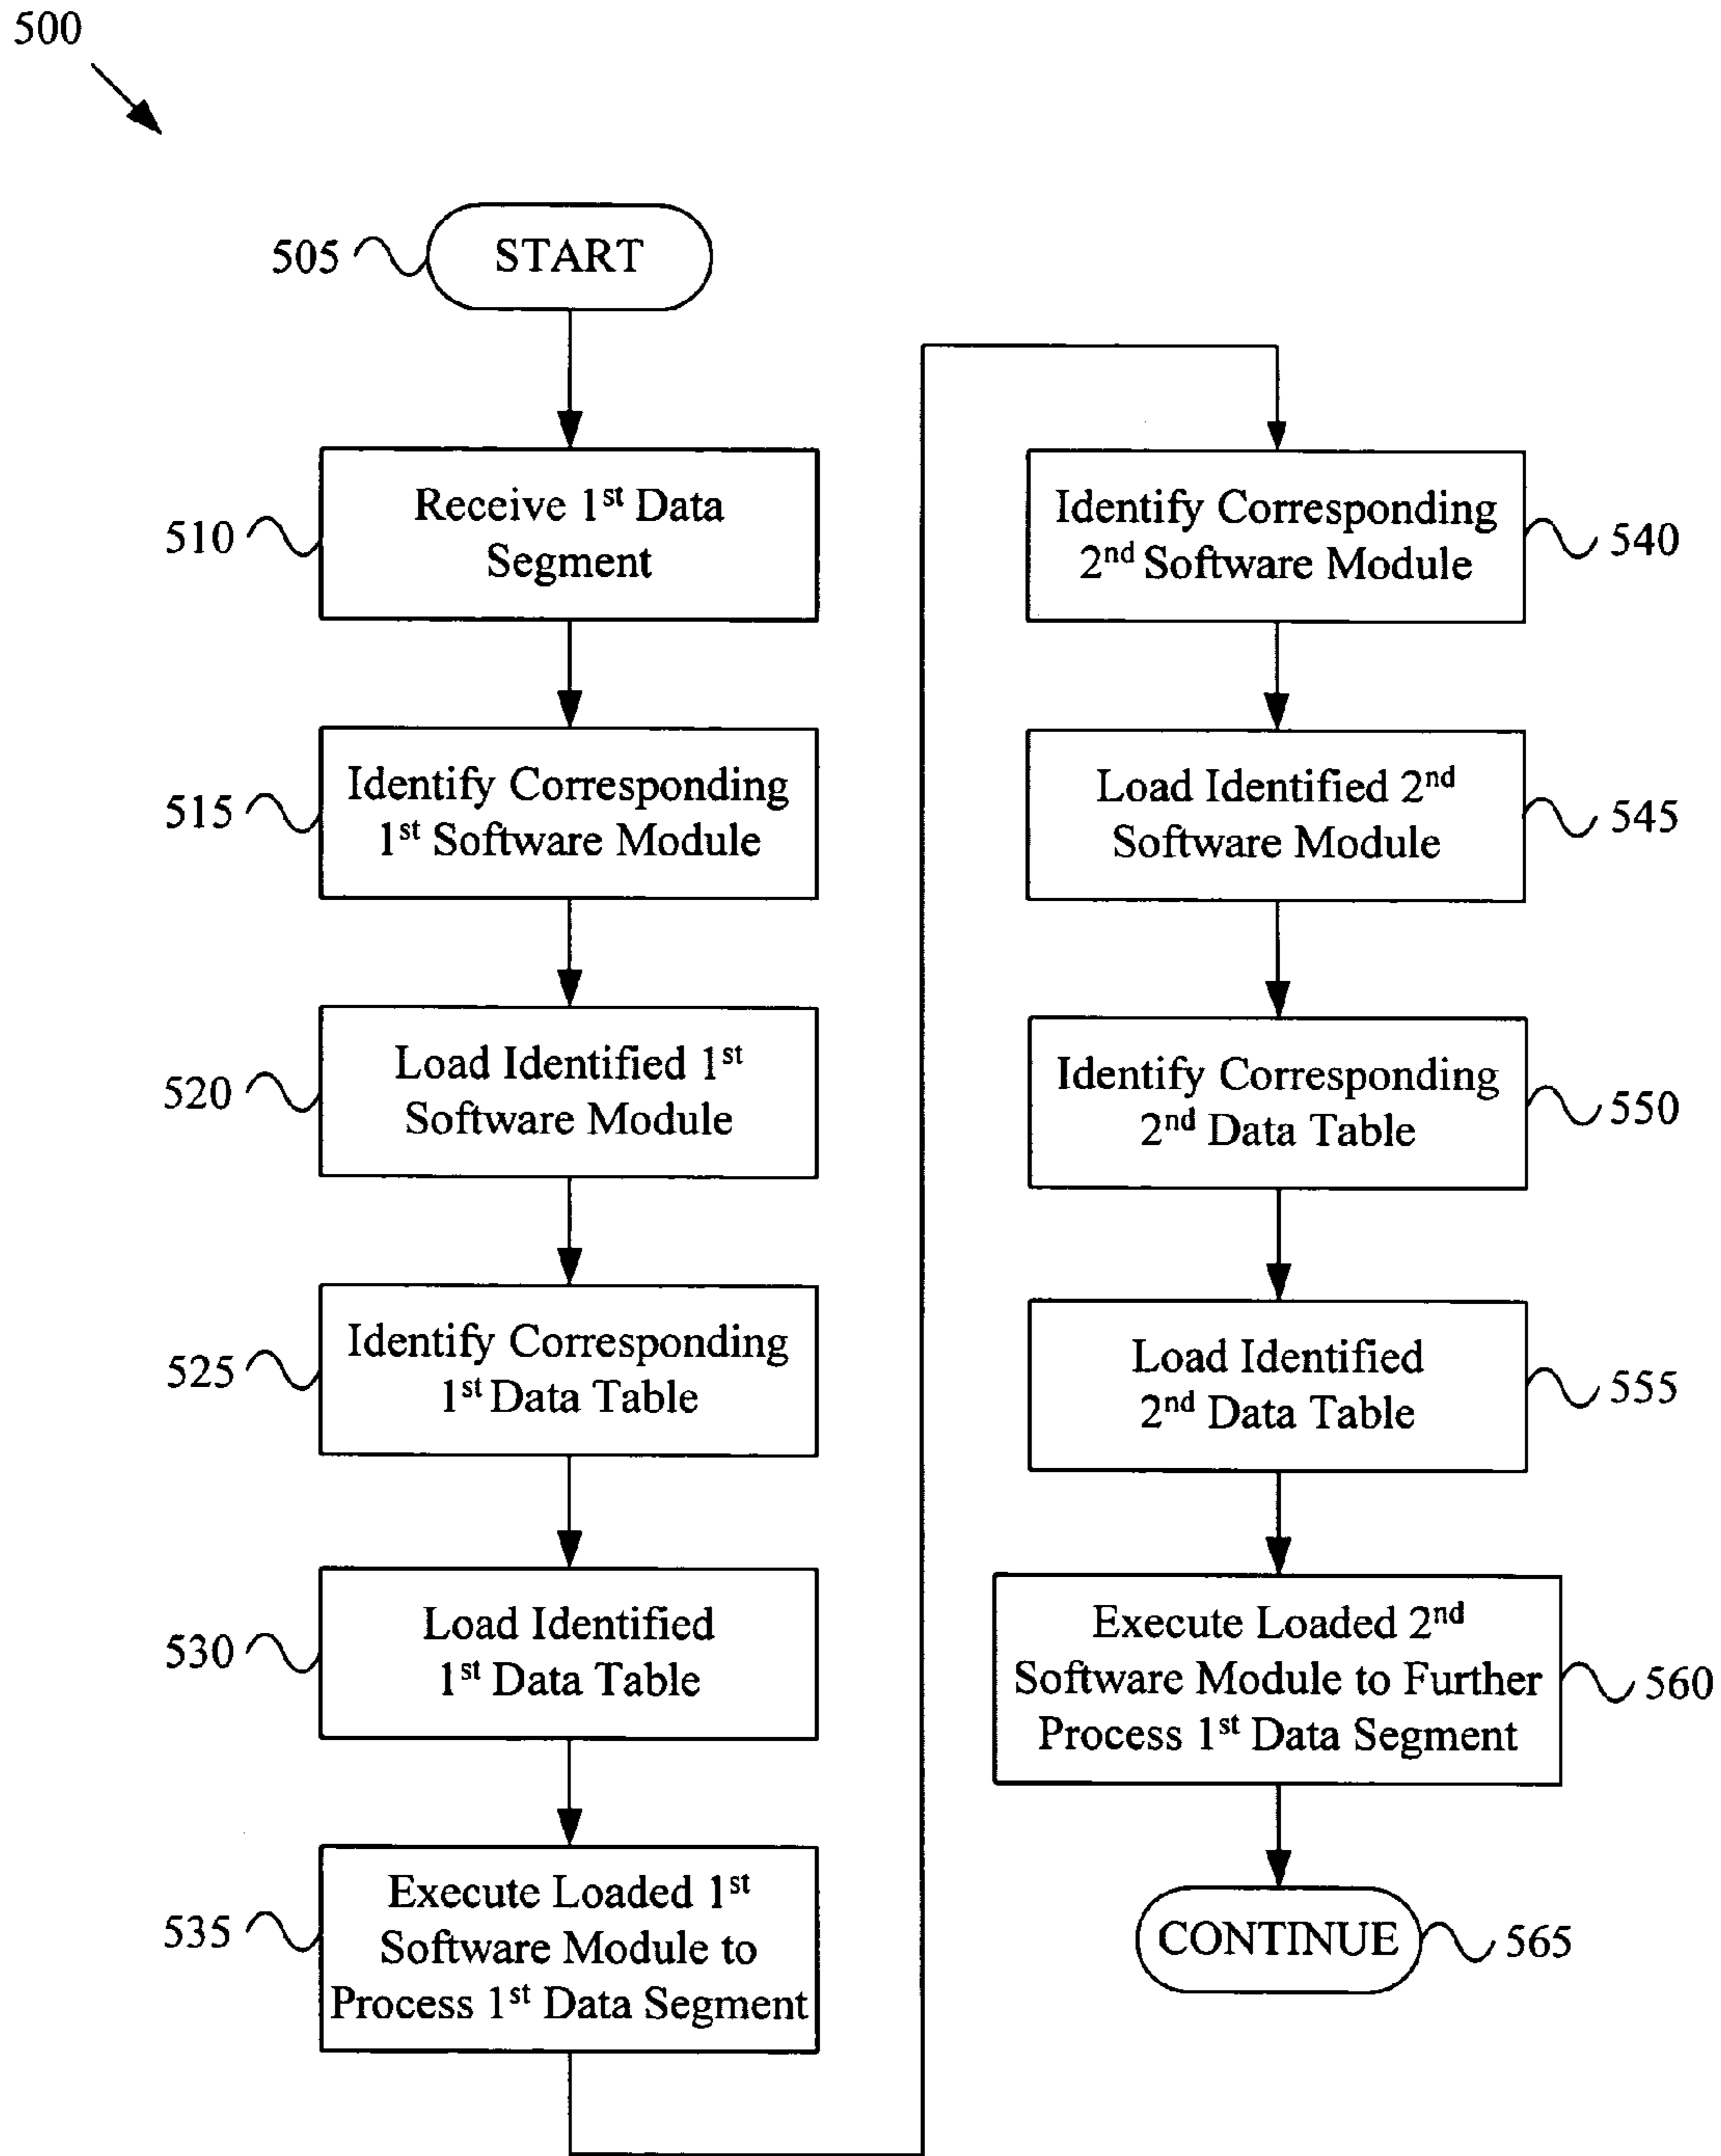 500
505
START
510
Receive 1st Data
Segment
515
Identify Corresponding
1st Software Module
520
Load Identified 1st
Software Module
525
Identify Corresponding
1st Data Table
530
Load Identified
1st Data Table
535
Execute Loaded 1st
Software Module to
Process 1st Data Segment
Identify Corresponding
2nd Software Module
540
Load Identified 2nd
Software Module
545
Identify Corresponding
2nd Data Table
550
Load Identified
2nd Data Table
555
Execute Loaded 2nd
Software Module to Further
Process 1st Data Segment
560
CONTINUE
565